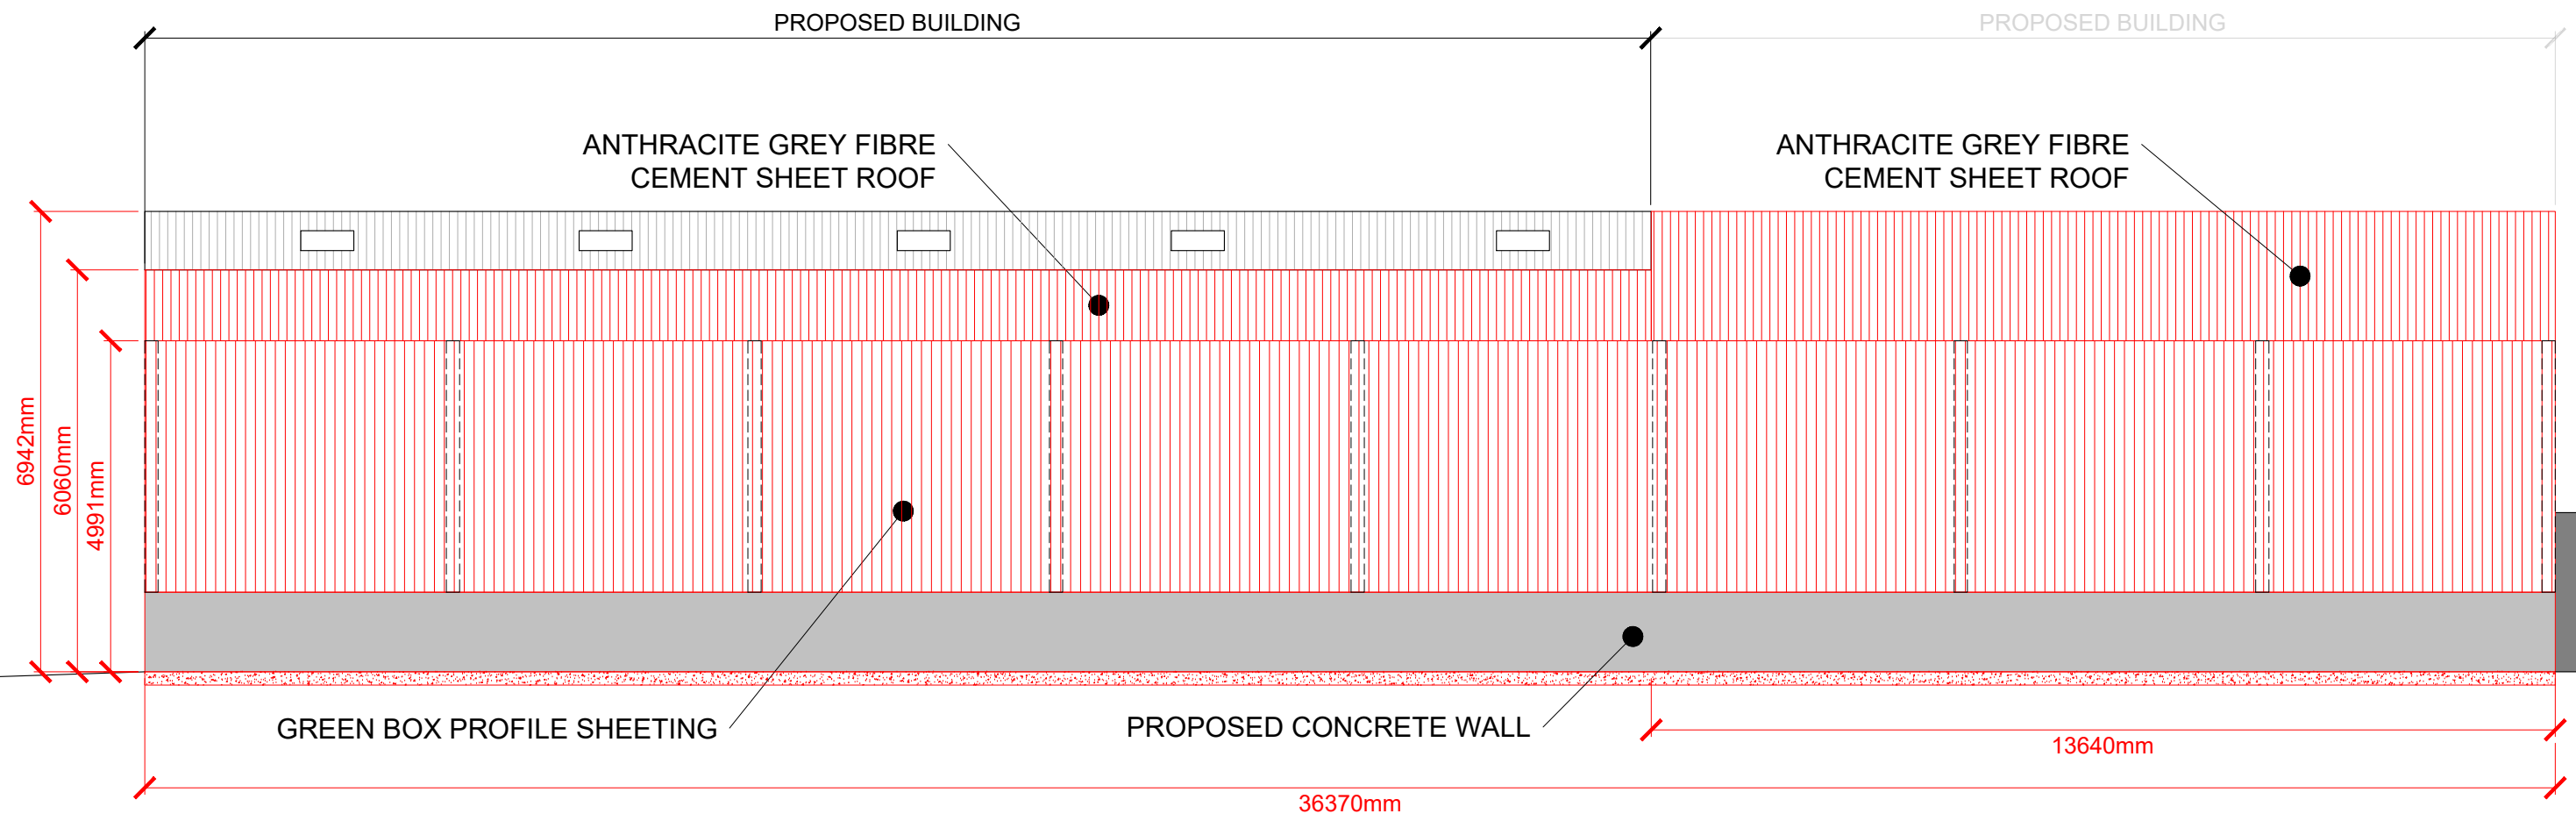 PROPOSED BUILDING
PROPOSED BUILDING
ANTHRACITE GREY FIBRE
CEMENT SHEET ROOF
ANTHRACITE GREY FIBRE
CEMENT SHEET ROOF
6942mm
6060mm
4991mm
GREEN BOX PROFILE SHEETING
PROPOSED CONCRETE WALL
13640mm
36370mm